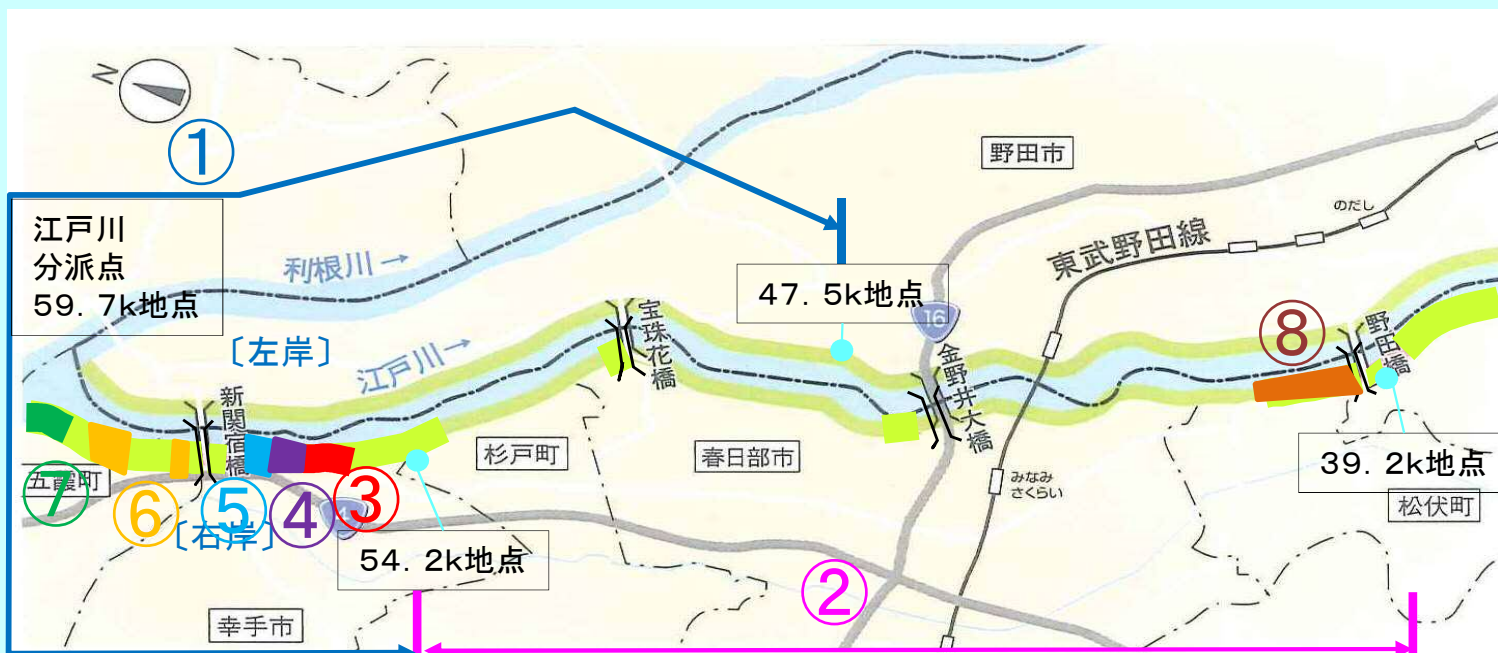 N
①
野田市
のだし
江戸川
分派点
59．7k地点
利根川→
東武野田線
47．5k地点
宝珠花橋
16
〔左岸〕
江戸川→
⑧
野田橋
金野井大橋
新関宿橋
杉戸町
春日部市
39．2k地点
五霞町
みなみ
さくらい
松伏町
⑦
⑥
⑤
④
③
4
〔右岸〕
54．2k地点
②
幸手市